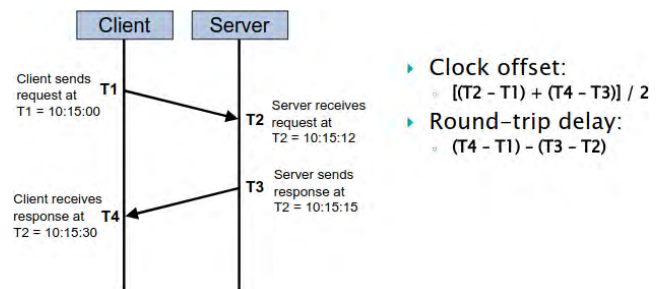 Client
Server
Client sends
request at
T1 = 10:15:00
T1
T2
Server receives
request at
T2 = 10:15:12
T3
Server sends
response at
T2 = 10:15:15
Client receives
response at
T2 = 10:15:30
T4
Clock offset:
[(T2 - T1) + (T4 - T3)] / 2
Round-trip delay:
(T4 - T1) - (T3 - T2)